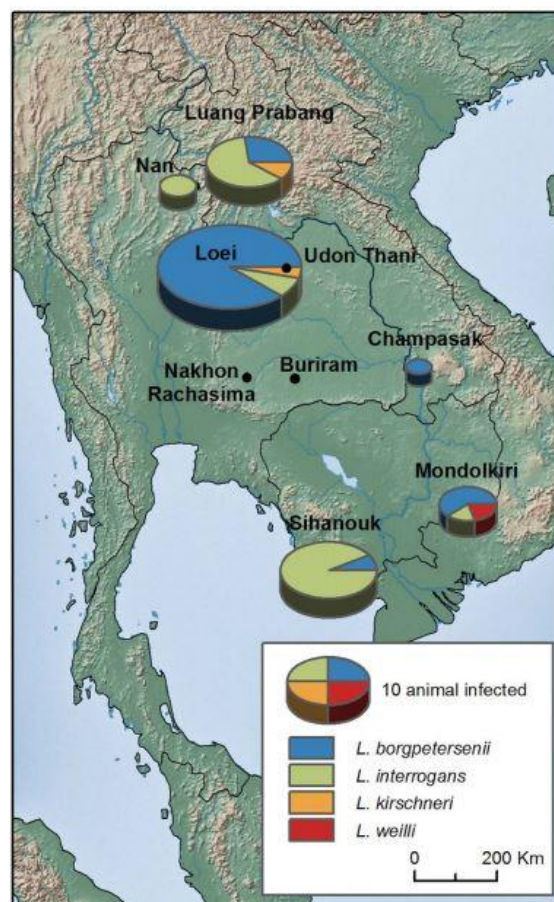 Luang Prabang
Nan
Loei
Udon Thani
Champasak
Nakhon
Rachasima
Buriram
Mondolkiri
Sihanouk
10 animal infected
L. borgpetersenii
L. interrogans
L. kirschneri
L. weilli
0 200 Km